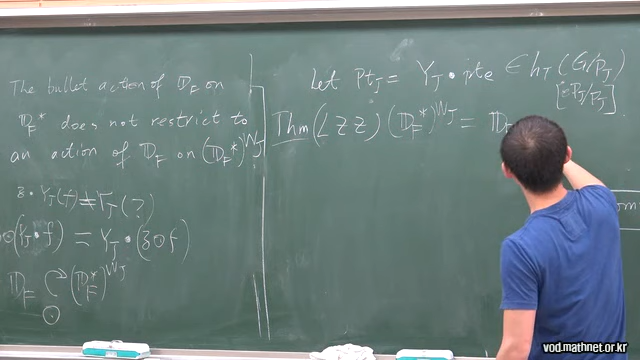 The bullet action of 𝔻_F on
𝔻_F^* does not restrict to
an action of 𝔻_F on (𝔻_F^*)^{W_J}
z • Y_J(f) ≠ Y_J(?)
(Y_J • f) = Y_J • (z ⊙ f)
𝔻_F ⊙ (𝔻_F^*)^{W_J}
Let pt_J = Y_J • pt_e ∈ h_T(G/P_J)
[eP_J/P_J]
Thm (LZZ) (𝔻_F^*)^{W_J} = 𝔻_F
vod.mathnet.or.kr